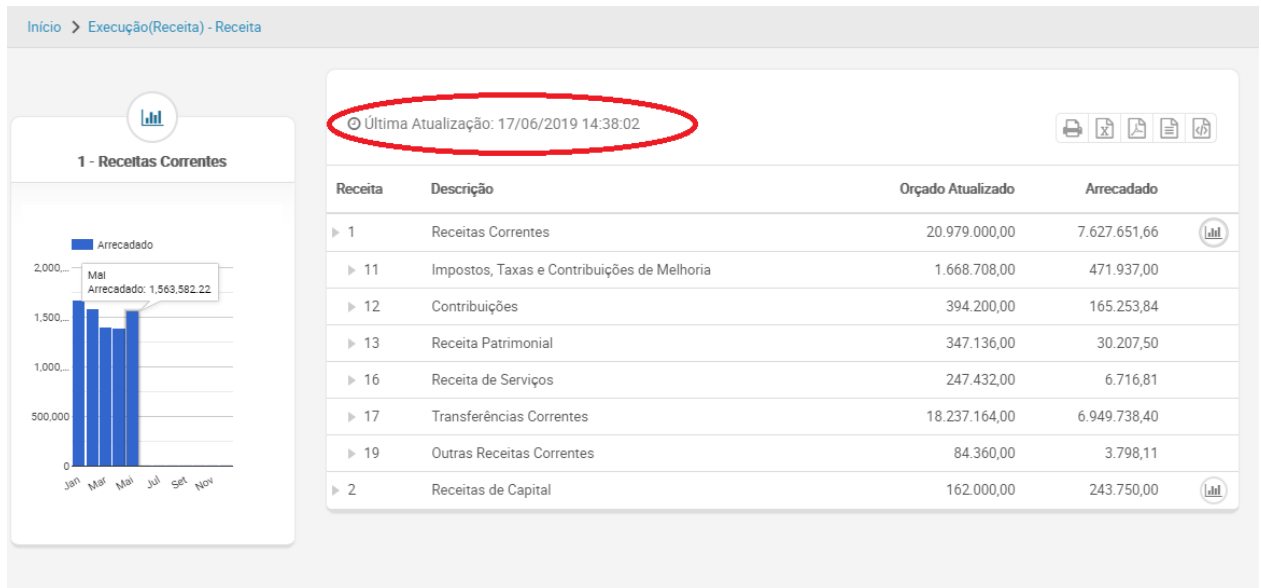 Início > Execução(Receita) - Receita
1 - Receitas Correntes
Arrecadado
2,000,...
1,500,...
1,000,...
500,000
0
Mai
Arrecadado: 1,563,582.22
Jan Mar Mai Jul Set Nov
Última Atualização: 17/06/2019 14:38:02
Receita Descrição Orçado Atualizado Arrecadado
1 Receitas Correntes 20.979.000,00 7.627.651,66
11 Impostos, Taxas e Contribuições de Melhoria 1.668.708,00 471.937,00
12 Contribuições 394.200,00 165.253,84
13 Receita Patrimonial 347.136,00 30.207,50
16 Receita de Serviços 247.432,00 6.716,81
17 Transferências Correntes 18.237.164,00 6.949.738,40
19 Outras Receitas Correntes 84.360,00 3.798,11
2 Receitas de Capital 162.000,00 243.750,00